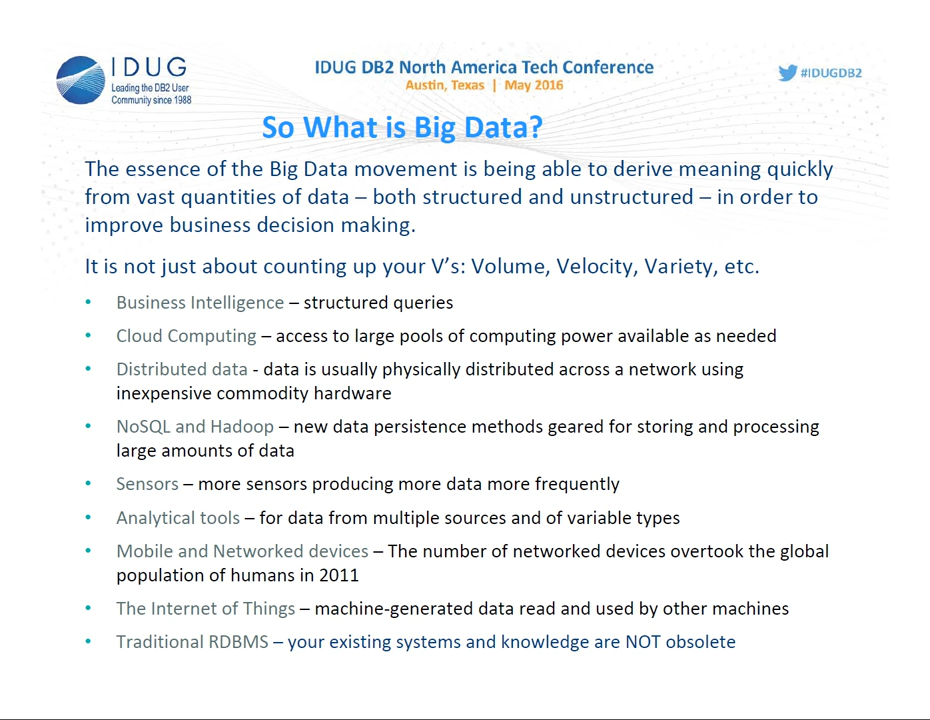 IDUG
Leading the DB2 User
Community since 1988
IDUG DB2 North America Tech Conference
Austin, Texas | May 2016
#IDUGDB2
So What is Big Data?
The essence of the Big Data movement is being able to derive meaning quickly
from vast quantities of data – both structured and unstructured – in order to
improve business decision making.
It is not just about counting up your V's: Volume, Velocity, Variety, etc.
• Business Intelligence – structured queries
• Cloud Computing – access to large pools of computing power available as needed
• Distributed data - data is usually physically distributed across a network using
inexpensive commodity hardware
• NoSQL and Hadoop – new data persistence methods geared for storing and processing
large amounts of data
• Sensors – more sensors producing more data more frequently
• Analytical tools – for data from multiple sources and of variable types
• Mobile and Networked devices – The number of networked devices overtook the global
population of humans in 2011
• The Internet of Things – machine-generated data read and used by other machines
• Traditional RDBMS – your existing systems and knowledge are NOT obsolete